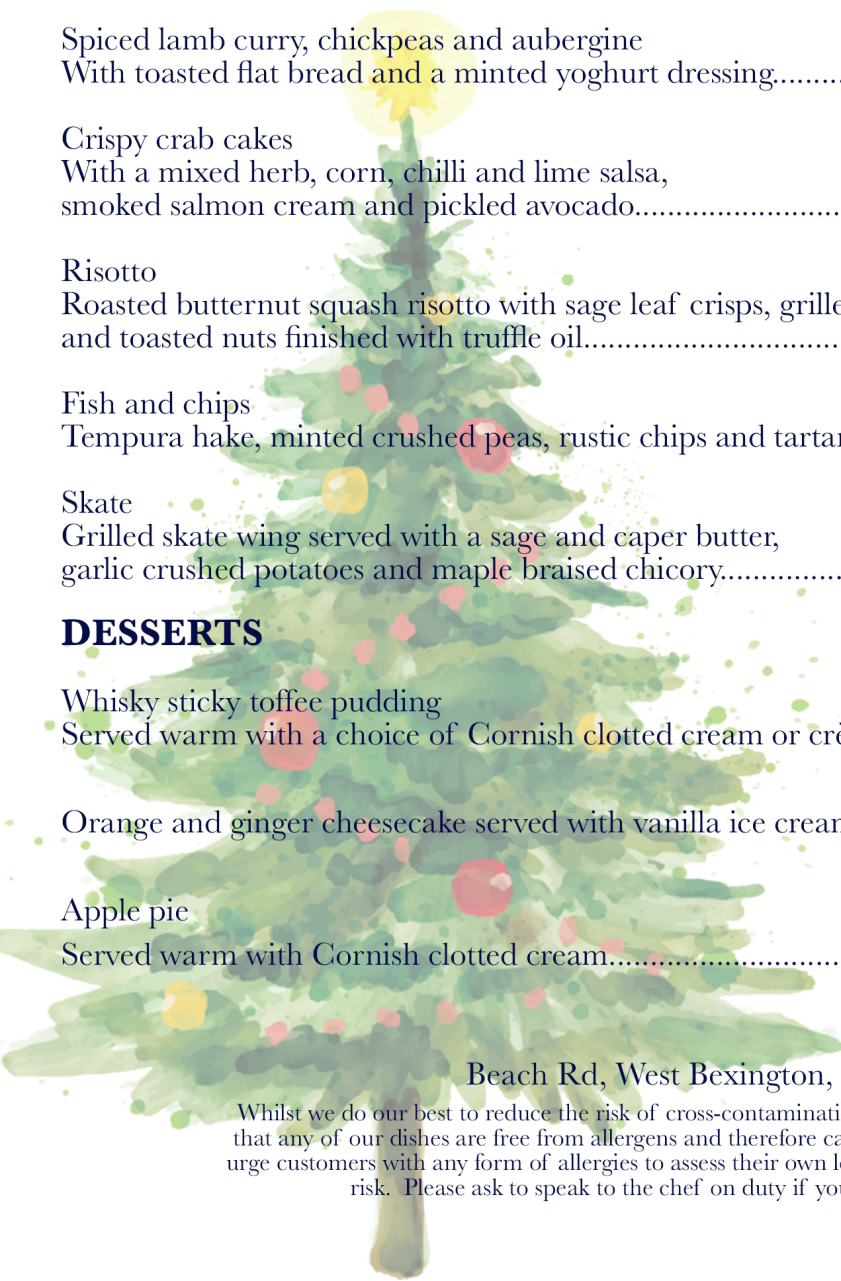 Spiced lamb curry, chickpeas and aubergine
With toasted flat bread and a minted yoghurt dressing........
Crispy crab cakes
With a mixed herb, corn, chilli and lime salsa,
smoked salmon cream and pickled avocado.........................
Risotto
Roasted butternut squash risotto with sage leaf crisps, grille
and toasted nuts finished with truffle oil...............................
Fish and chips
Tempura hake, minted crushed peas, rustic chips and tartar
Skate
Grilled skate wing served with a sage and caper butter,
garlic crushed potatoes and maple braised chicory...............
DESSERTS
Whisky sticky toffee pudding
Served warm with a choice of Cornish clotted cream or crè
Orange and ginger cheesecake served with vanilla ice crear
Apple pie
Served warm with Cornish clotted cream............................
Beach Rd, West Bexington,
Whilst we do our best to reduce the risk of cross-contaminati
that any of our dishes are free from allergens and therefore ca
urge customers with any form of allergies to assess their own le
risk. Please ask to speak to the chef on duty if you